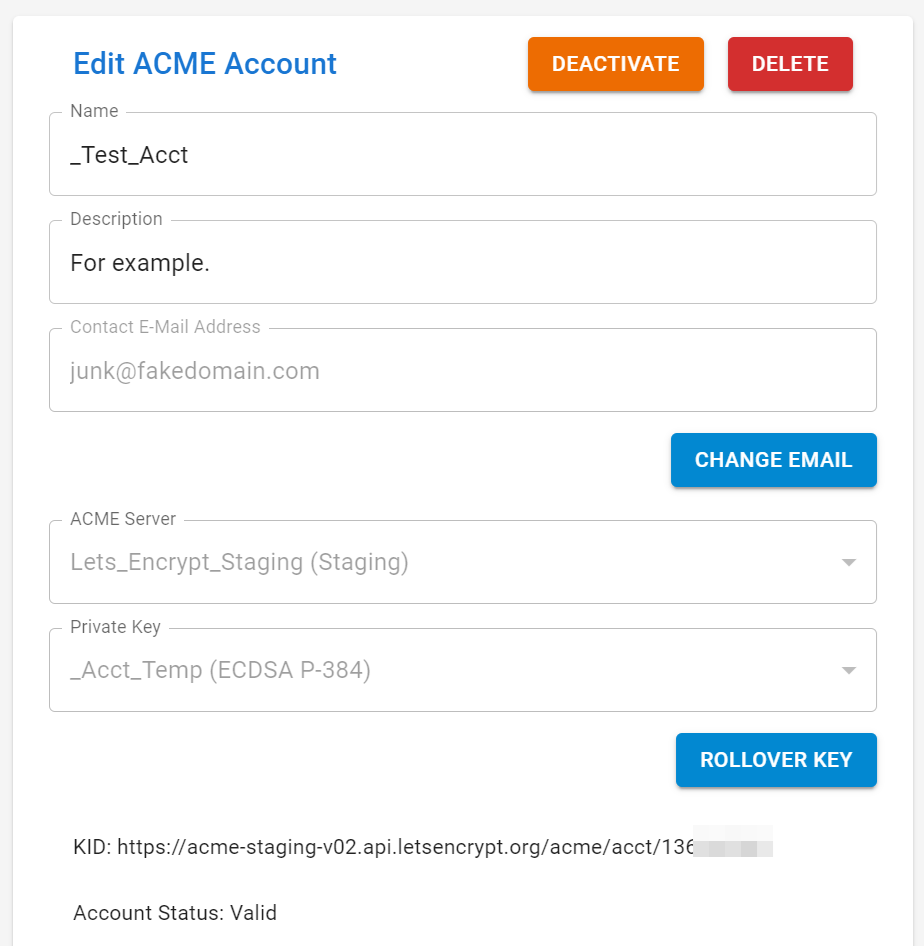 Edit ACME Account
DEACTIVATE
DELETE
Name
_Test_Acct
Description
For example.
Contact E-Mail Address
junk@fakedomain.com
CHANGE EMAIL
ACME Server
Lets_Encrypt_Staging (Staging)
Private Key
_Acct_Temp (ECDSA P-384)
ROLLOVER KEY
KID: https://acme-staging-v02.api.letsencrypt.org/acme/acct/136
Account Status: Valid